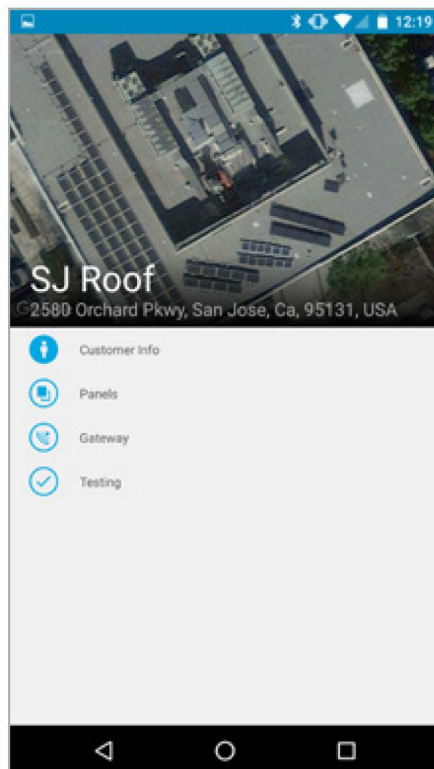 12:19
SJ Roof
2580 Orchard Pkwy, San Jose, Ca, 95131, USA
Customer Info
Panels
Gateway
Testing